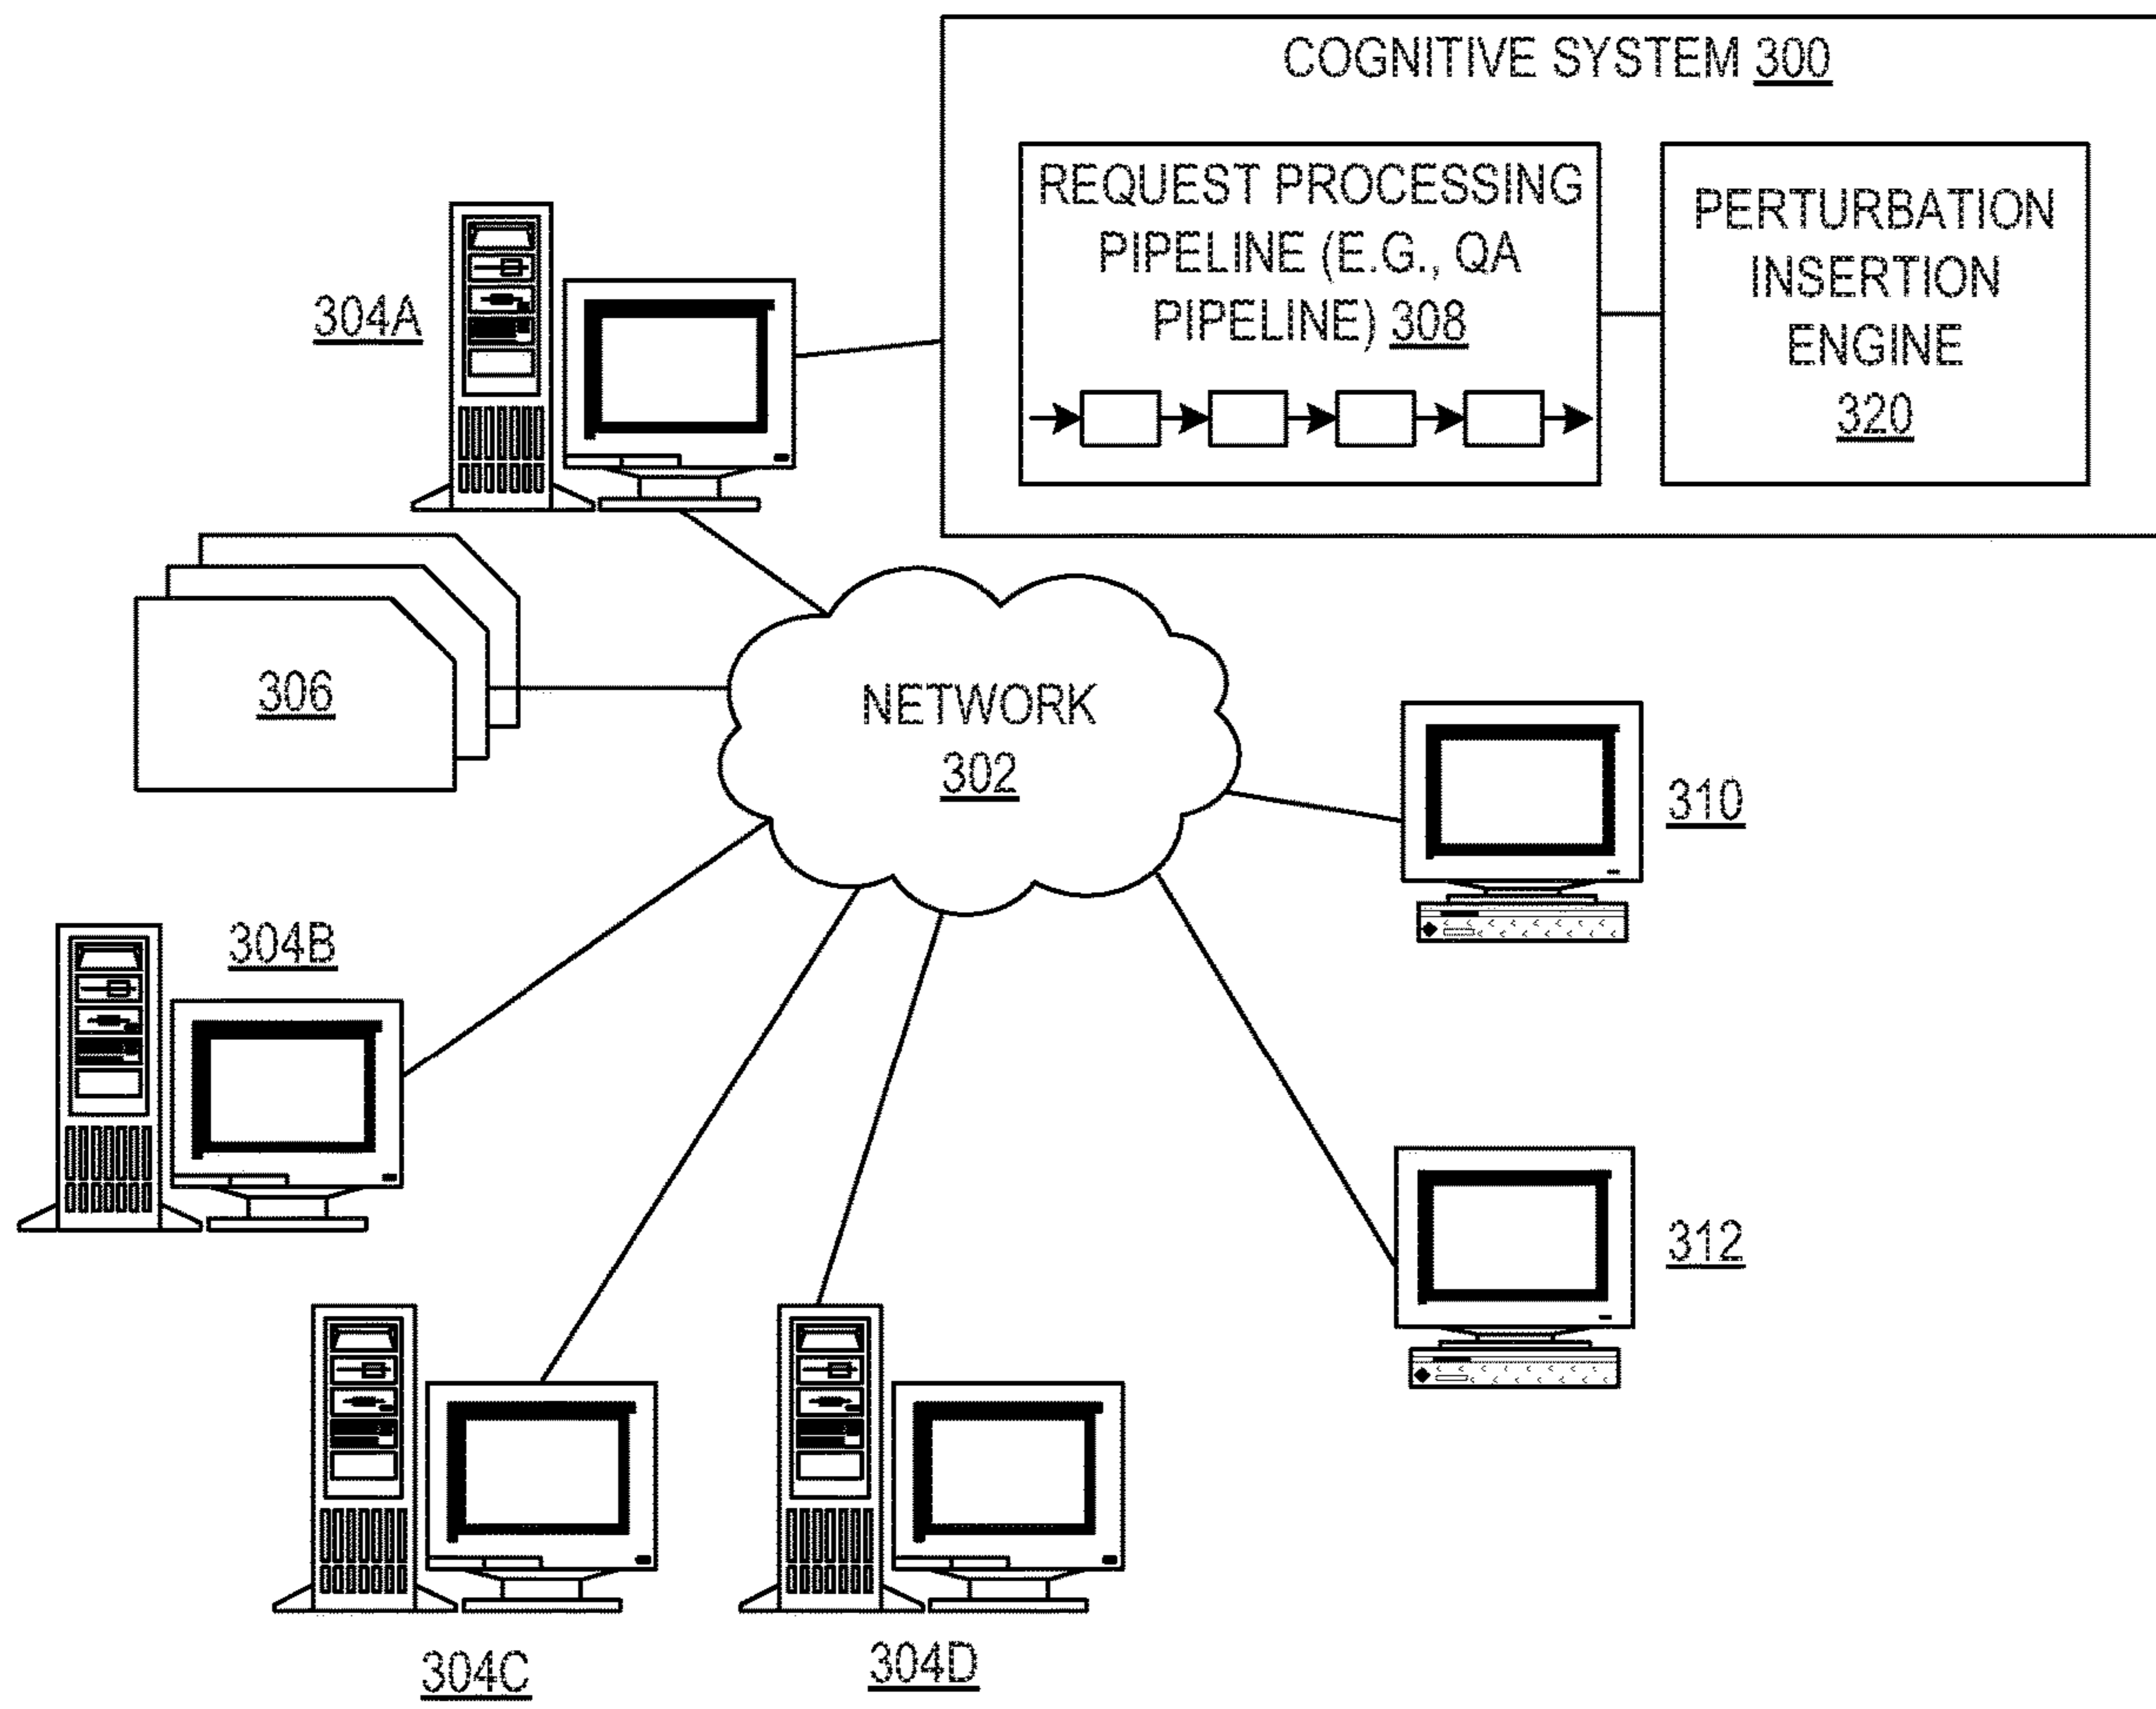 COGNITIVE SYSTEM 300
REQUEST PROCESSING
PIPELINE (E.G., QA
PIPELINE) 308
PERTURBATION
INSERTION
ENGINE
320
304A
306
NETWORK
302
310
304B
312
304C
304D